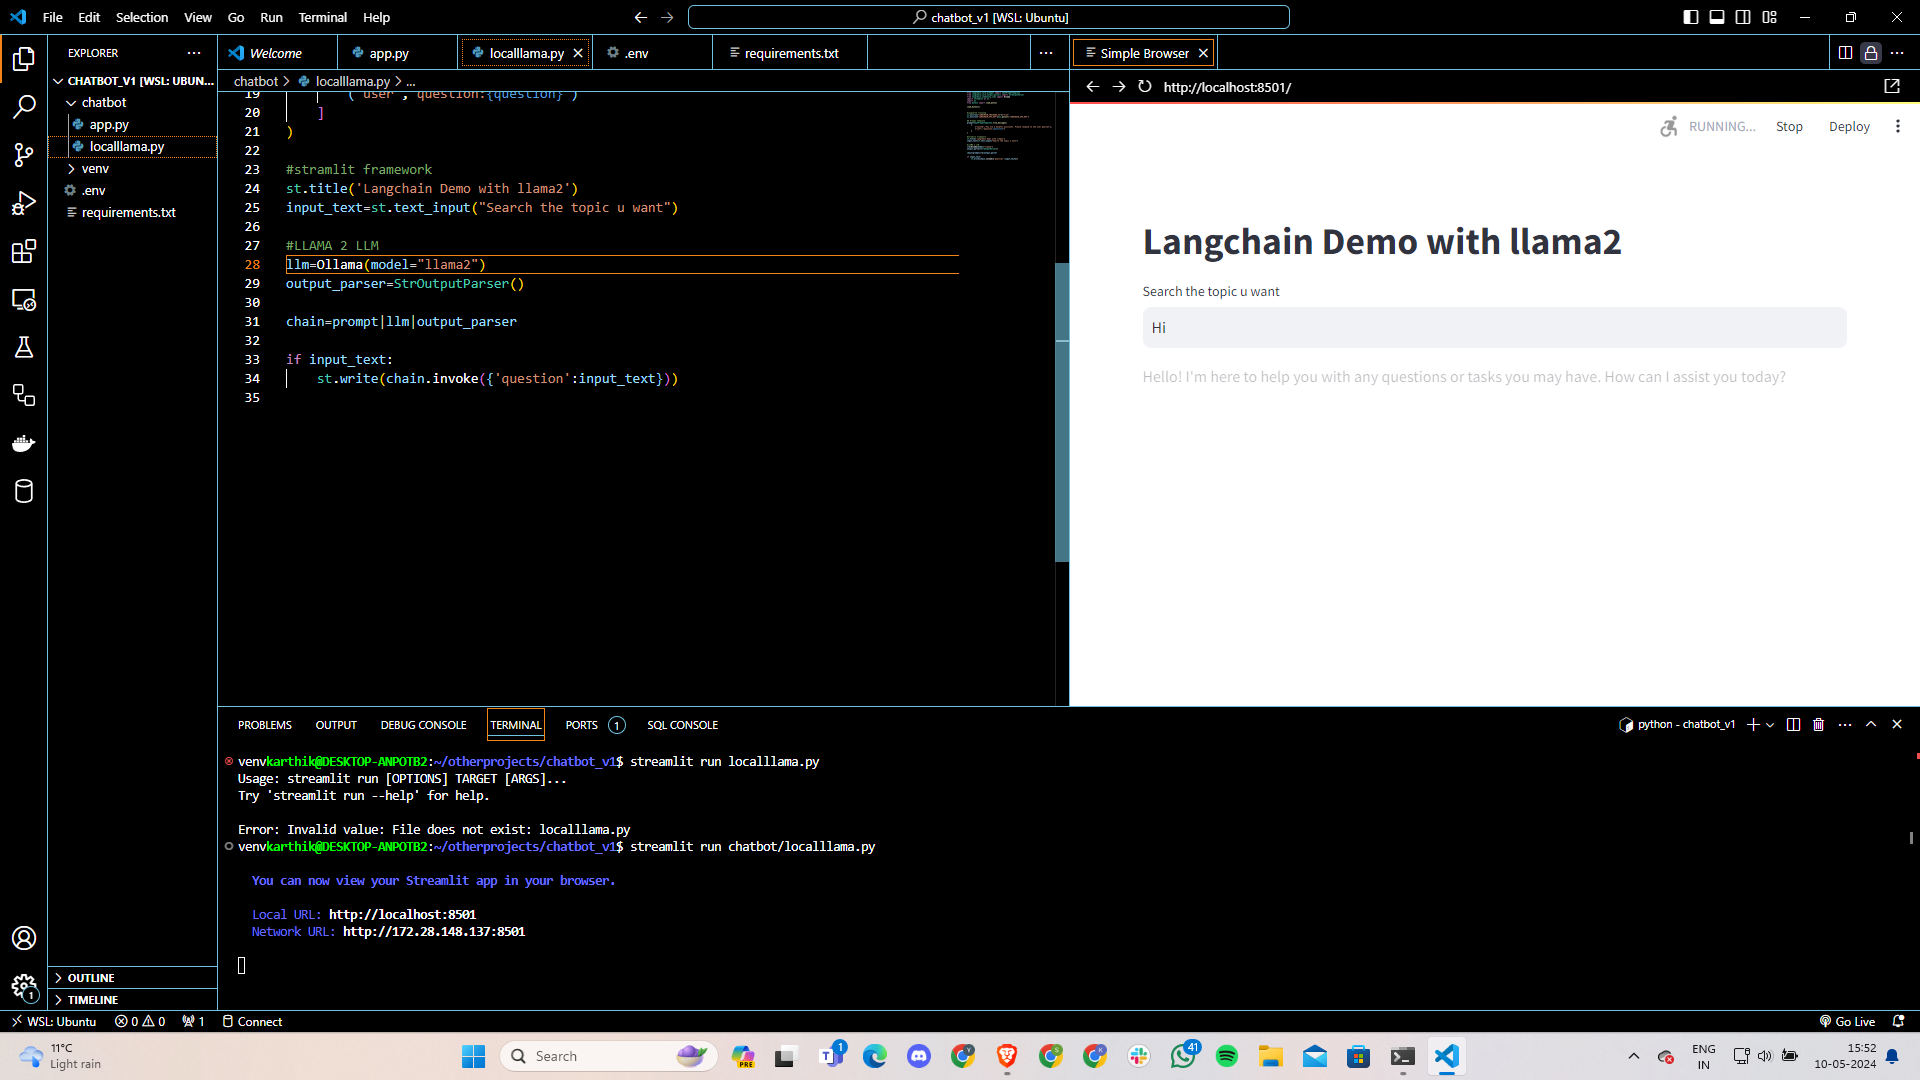 File Edit Selection View Go Run Terminal Help
chatbot_v1 [WSL: Ubuntu]
EXPLORER
CHATBOT_V1 [WSL: UBUN...
chatbot
app.py
localllama.py
venv
.env
requirements.txt
OUTLINE
TIMELINE
Welcome app.py localllama.py .env requirements.txt
chatbot > localllama.py > ...
19 ("user","question:{question}")
20 ]
21 )
22
23 #stramlit framework
24 st.title('Langchain Demo with llama2')
25 input_text=st.text_input("Search the topic u want")
26
27 #LLAMA 2 LLM
28 llm=Ollama(model="llama2")
29 output_parser=StrOutputParser()
30
31 chain=prompt|llm|output_parser
32
33 if input_text:
34 st.write(chain.invoke({'question':input_text}))
35
Simple Browser
http://localhost:8501/
RUNNING... Stop Deploy
Langchain Demo with llama2
Search the topic u want
Hi
Hello! I'm here to help you with any questions or tasks you may have. How can I assist you today?
PROBLEMS OUTPUT DEBUG CONSOLE TERMINAL PORTS 1 SQL CONSOLE
python - chatbot_v1
venvkarthik@DESKTOP-ANPOTB2:~/otherprojects/chatbot_v1$ streamlit run localllama.py
Usage: streamlit run [OPTIONS] TARGET [ARGS]...
Try 'streamlit run --help' for help.
Error: Invalid value: File does not exist: localllama.py
venvkarthik@DESKTOP-ANPOTB2:~/otherprojects/chatbot_v1$ streamlit run chatbot/localllama.py
You can now view your Streamlit app in your browser.
Local URL: http://localhost:8501
Network URL: http://172.28.148.137:8501
1
WSL: Ubuntu 0 0 1 Connect
Go Live
11°C
Light rain
Search
PRE
1
41
ENG
IN
15:52
10-05-2024